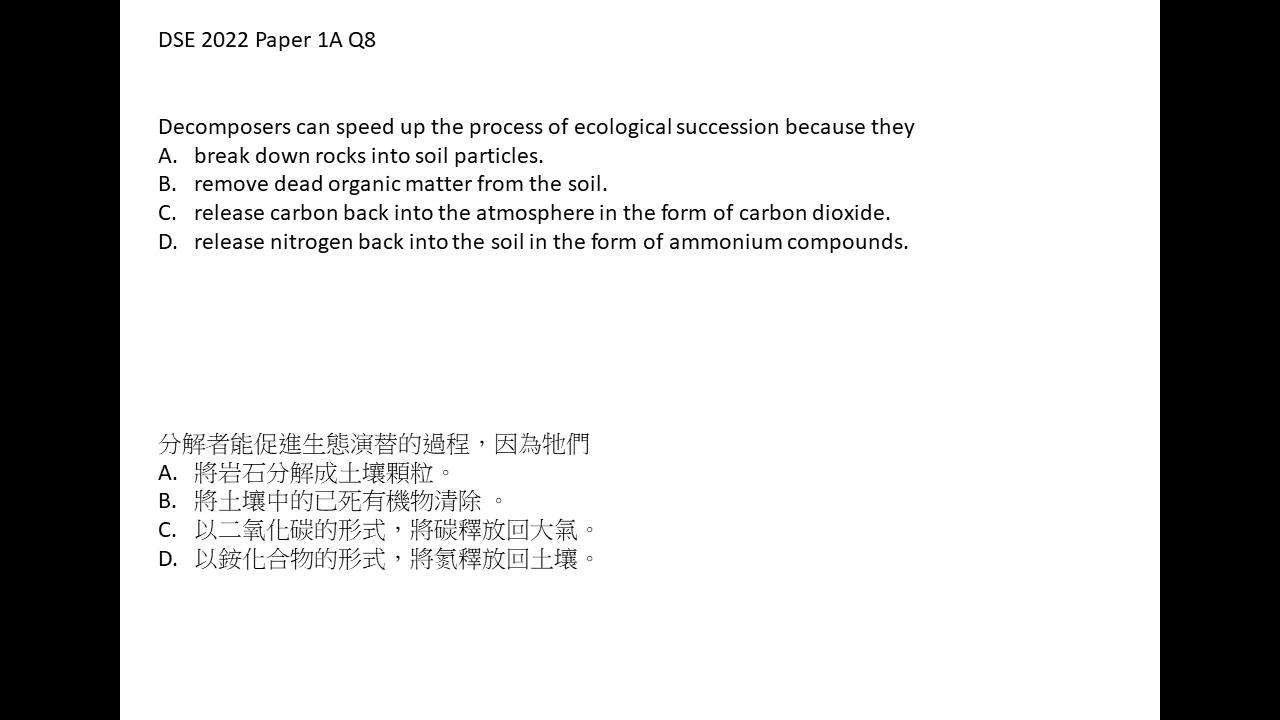 DSE 2022 Paper 1A Q8
Decomposers can speed up the process of ecological succession because they
A. break down rocks into soil particles.
B. remove dead organic matter from the soil.
C. release carbon back into the atmosphere in the form of carbon dioxide.
D. release nitrogen back into the soil in the form of ammonium compounds.
分解者能促進生態演替的過程，因為牠們
A. 將岩石分解成土壤顆粒。
B. 將土壤中的已死有機物清除 。
C. 以二氧化碳的形式，將碳釋放回大氣。
D. 以銨化合物的形式，將氮釋放回土壤。